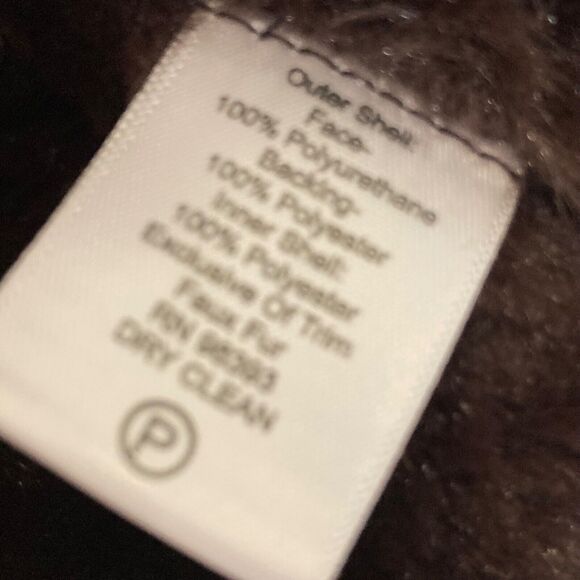 Outer Shell:
Face-
100% Polyurethane
Backing-
100% Polyester
Inner Shell:
100% Polyester
Exclusive Of Trim
Faux Fur
RN
DRY CLEAN
P